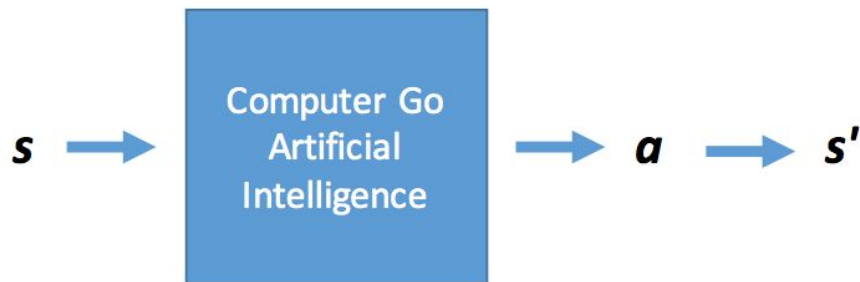 s
Computer Go
Artificial
Intelligence
a
s'